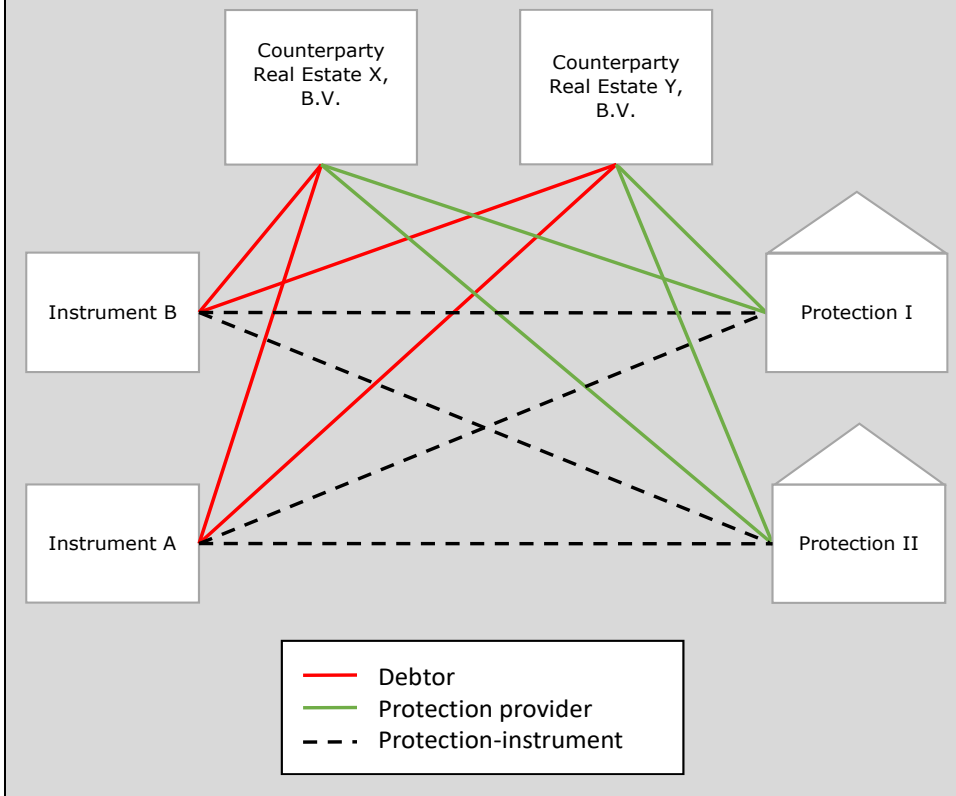 Counterparty
Real Estate X,
B.V.
Counterparty
Real Estate Y,
B.V.
Instrument B
Protection I
Instrument A
Protection II
Debtor
Protection provider
Protection-instrument